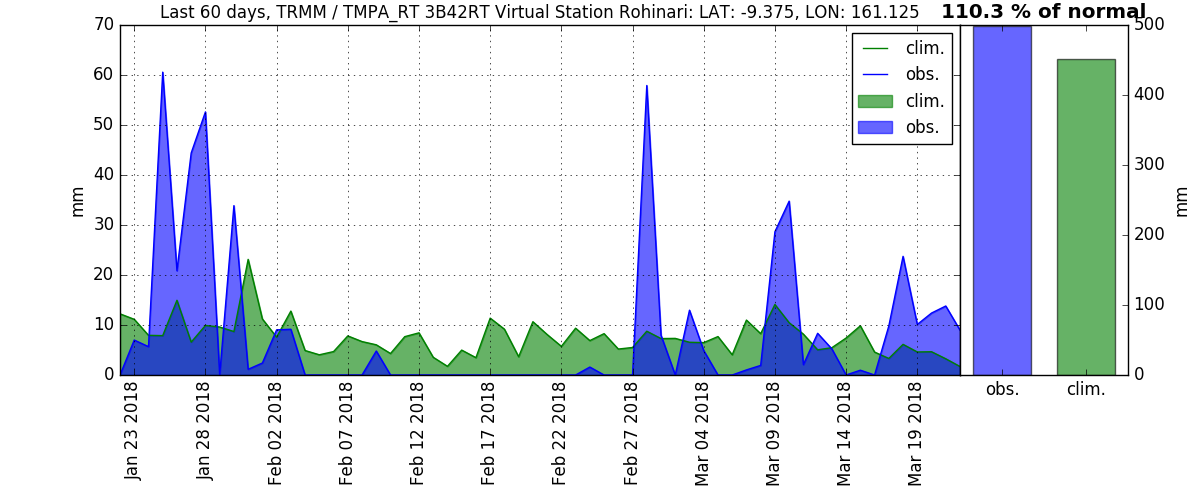 Last 60 days, TRMM / TMPA_RT 3B42RT Virtual Station Rohinari: LAT: -9.375, LON: 161.125
110.3 % of normal
70
60
50
40
30
20
10
0
mm
clim.
obs.
clim.
obs.
500
400
300
200
100
0
mm
obs.
clim.
Jan 23 2018
Jan 28 2018
Feb 02 2018
Feb 07 2018
Feb 12 2018
Feb 17 2018
Feb 22 2018
Feb 27 2018
Mar 04 2018
Mar 09 2018
Mar 14 2018
Mar 19 2018